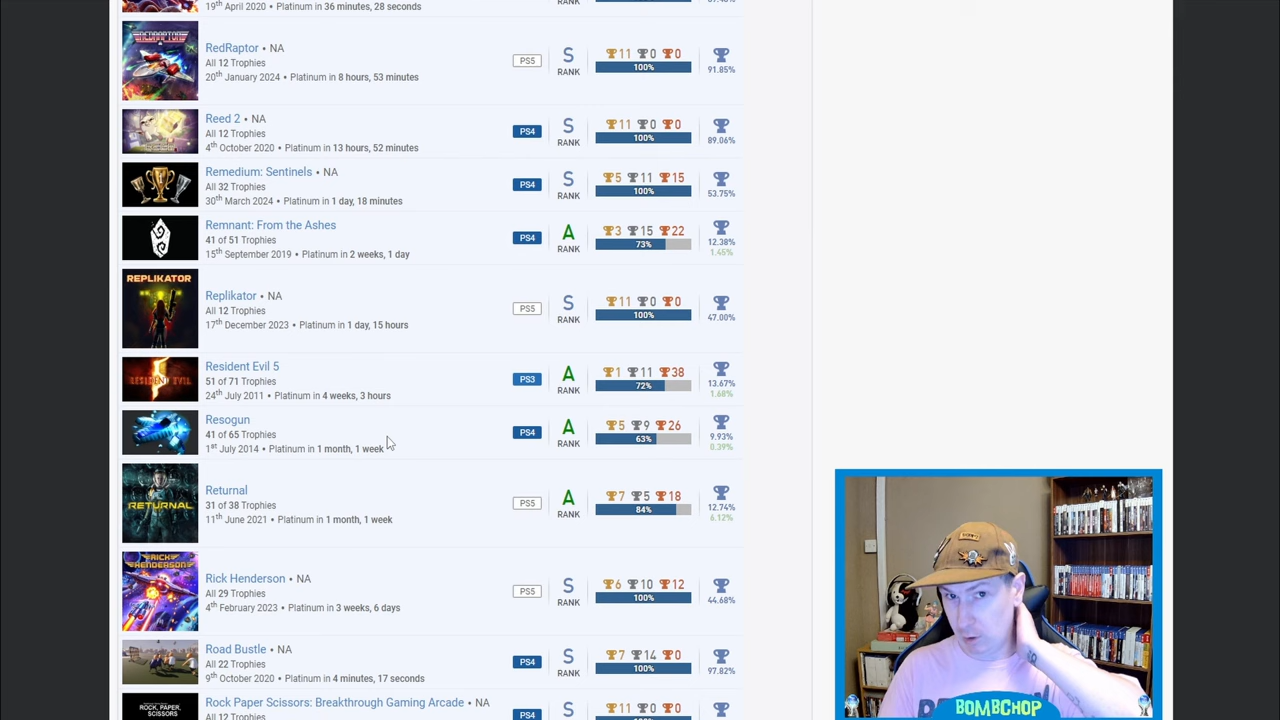 19th April 2020 • Platinum in 36 minutes, 28 seconds
RANK
RedRaptor • NA
All 12 Trophies
20th January 2024 • Platinum in 8 hours, 53 minutes
PS5
S
RANK
11 0 0
100%
91.85%
Reed 2 • NA
All 12 Trophies
4th October 2020 • Platinum in 13 hours, 52 minutes
PS4
S
RANK
11 0 0
100%
89.06%
Remedium: Sentinels • NA
All 32 Trophies
30th March 2024 • Platinum in 1 day, 18 minutes
PS4
S
RANK
5 11 15
100%
53.75%
Remnant: From the Ashes
41 of 51 Trophies
15th September 2019 • Platinum in 2 weeks, 1 day
PS4
A
RANK
3 15 22
73%
12.38%
1.45%
REPLIKATOR
Replikator • NA
All 12 Trophies
17th December 2023 • Platinum in 1 day, 15 hours
PS5
S
RANK
11 0 0
100%
47.00%
RESIDENT EVIL
Resident Evil 5
51 of 71 Trophies
24th July 2011 • Platinum in 4 weeks, 3 hours
PS3
A
RANK
1 11 38
72%
13.67%
1.68%
Resogun
41 of 65 Trophies
1st July 2014 • Platinum in 1 month, 1 week
PS4
A
RANK
5 9 26
63%
9.93%
0.39%
RETURNAL
Returnal
31 of 38 Trophies
11th June 2021 • Platinum in 1 month, 1 week
PS5
A
RANK
7 5 18
84%
12.74%
6.12%
RICK HENDERSON
Rick Henderson • NA
All 29 Trophies
4th February 2023 • Platinum in 3 weeks, 6 days
PS5
S
RANK
6 10 12
100%
44.68%
Road Bustle • NA
All 22 Trophies
9th October 2020 • Platinum in 4 minutes, 17 seconds
PS4
S
RANK
7 14 0
100%
97.82%
ROCK, PAPER, SCISSORS
Rock Paper Scissors: Breakthrough Gaming Arcade • NA
All 12 Trophies
PS4
S
11 0 0
BOMBCHOP